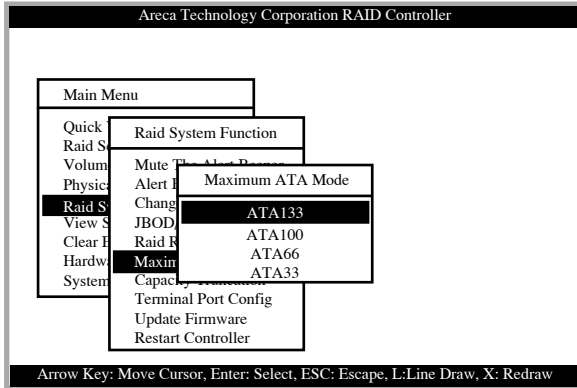 Areca Technology Corporation RAID Controller
Main Menu
Quick
Raid
Volum
Physic
Raid S
View S
Clear E
Hardw
System
Raid System Function
Mute The Alert Beeper
Alert
Chang
JBOD
Raid R
Maxim
Terminal Port Config
Update Firmware
Restart Controller
Maximum ATA Mode
ATA133
ATA100
ATA66
ATA33
Arrow Key: Move Cursor, Enter: Select, ESC: Escape, L:Line Draw, X: Redraw